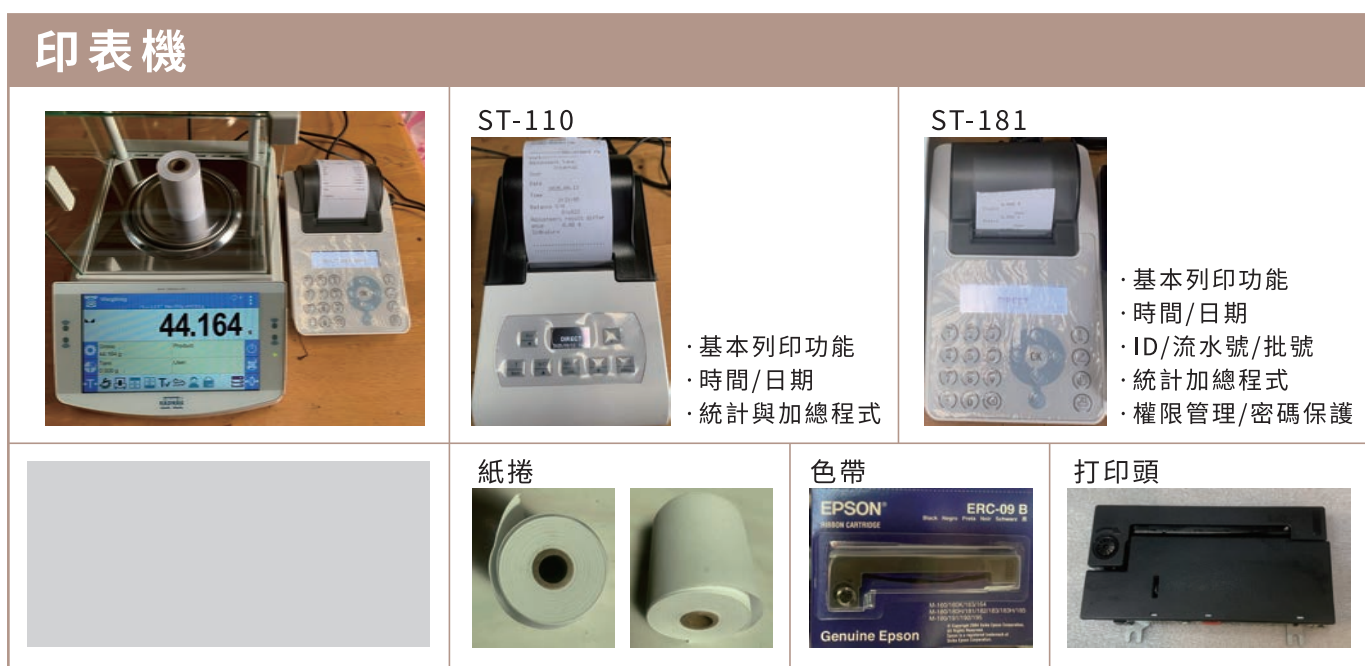 印表機
44.164
ST-110
DIRECT
·基本列印功能
·時間/日期
·統計與加總程式
ST-181
OK
·基本列印功能
·時間/日期
·ID/流水號/批號
·統計加總程式
·權限管理/密碼保護
紙捲
色帶
EPSON®
ERC-09 B
RIBBON CARTRIDGE
Genuine Epson
打印頭